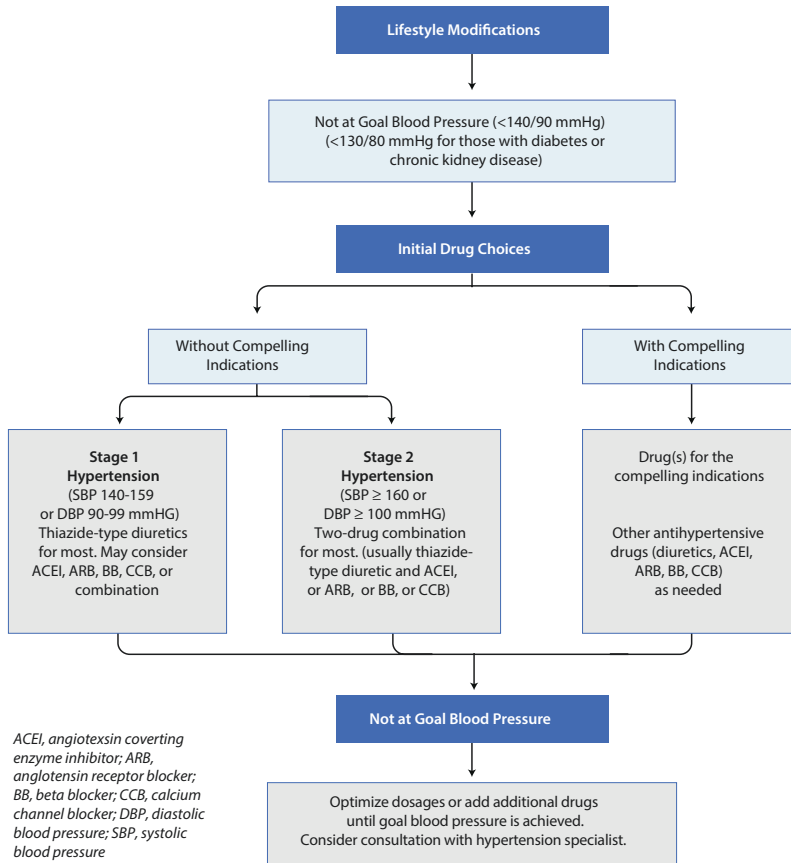 Lifestyle Modifications
Not at Goal Blood Pressure (<140/90 mmHg)
(<130/80 mmHg for those with diabetes or
chronic kidney disease)
Initial Drug Choices
Without Compelling
Indications
With Compelling
Indications
Stage 1
Hypertension
(SBP 140-159
or DBP 90-99 mmHG)
Thiazide-type diuretics
for most. May consider
ACEI, ARB, BB, CCB, or
combination
Stage 2
Hypertension
(SBP ≥ 160 or
DBP ≥ 100 mmHG)
Two-drug combination
for most. (usually thiazide-
type diuretic and ACEI,
or ARB, or BB, or CCB)
Drug(s) for the
compelling indications
Other antihypertensive
drugs (diuretics, ACEI,
ARB, BB, CCB)
as needed
Not at Goal Blood Pressure
Optimize dosages or add additional drugs
until goal blood pressure is achieved.
Consider consultation with hypertension specialist.
ACEI, angiotexsin coverting
enzyme inhibitor; ARB,
anglotensin receptor blocker;
BB, beta blocker; CCB, calcium
channel blocker; DBP, diastolic
blood pressure; SBP, systolic
blood pressure